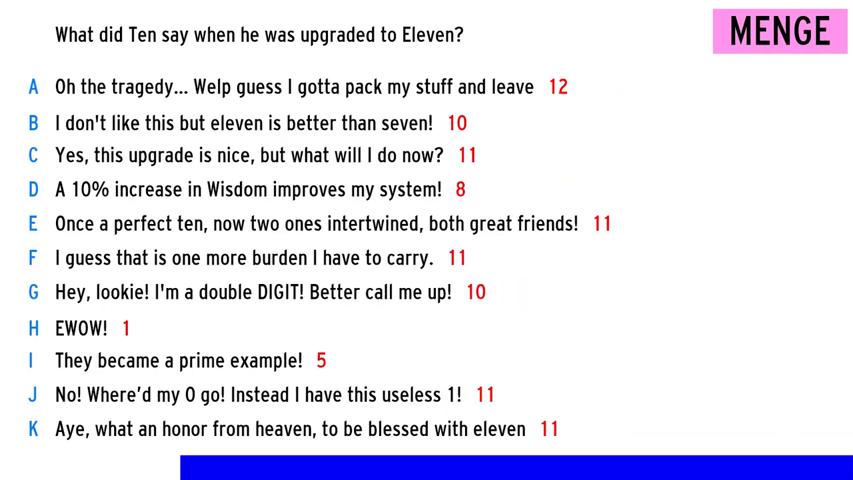 What did Ten say when he was upgraded to Eleven?
MENGE
A Oh the tragedy... Welp guess I gotta pack my stuff and leave 12
B I don't like this but eleven is better than seven! 10
C Yes, this upgrade is nice, but what will I do now? 11
D A 10% increase in Wisdom improves my system! 8
E Once a perfect ten, now two ones intertwined, both great friends! 11
F I guess that is one more burden I have to carry. 11
G Hey, lookie! I'm a double DIGIT! Better call me up! 10
H EWOW! 1
I They became a prime example! 5
J No! Where’d my 0 go! Instead I have this useless 1! 11
K Aye, what an honor from heaven, to be blessed with eleven 11